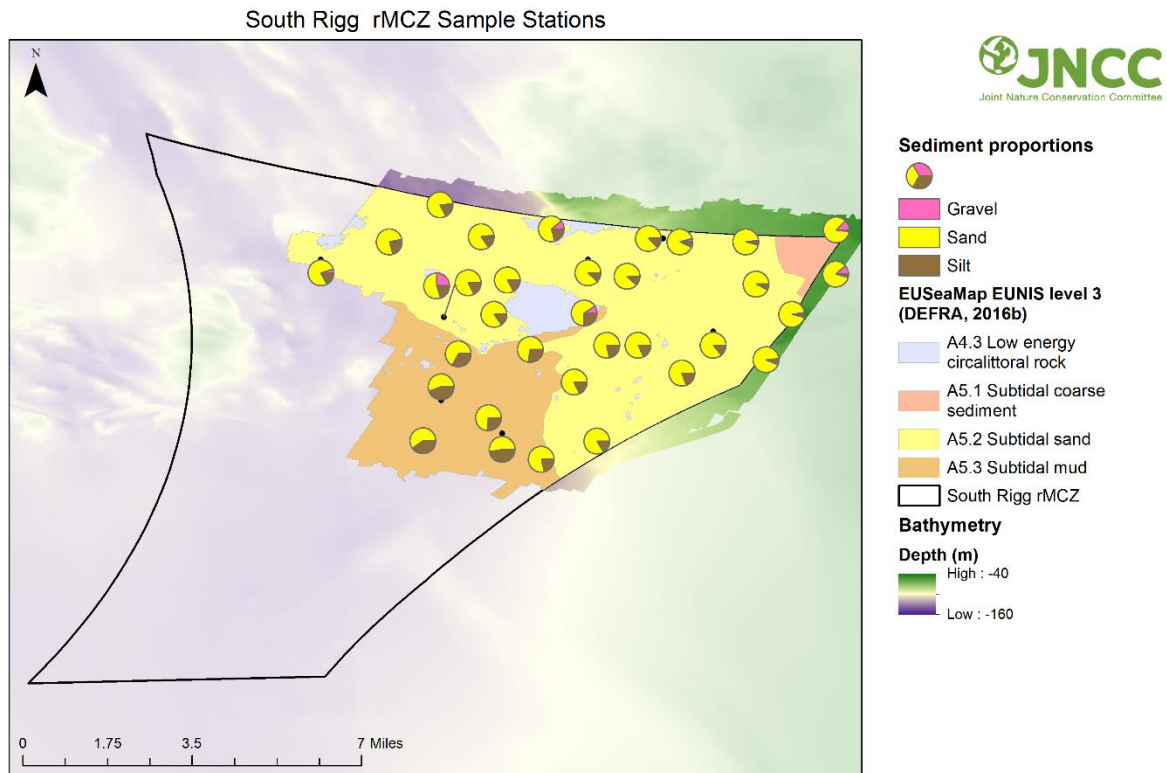 South Rigg rMCZ Sample Stations
N
JNCC
Joint Nature Conservation Committee
Sediment proportions
Gravel
Sand
Silt
EUSeaMap EUNIS level 3
(DEFRA, 2016b)
A4.3 Low energy
circalittoral rock
A5.1 Subtidal coarse
sediment
A5.2 Subtidal sand
A5.3 Subtidal mud
South Rigg rMCZ
Bathymetry
Depth (m)
High : -40
Low : -160
0 1.75 3.5 7 Miles